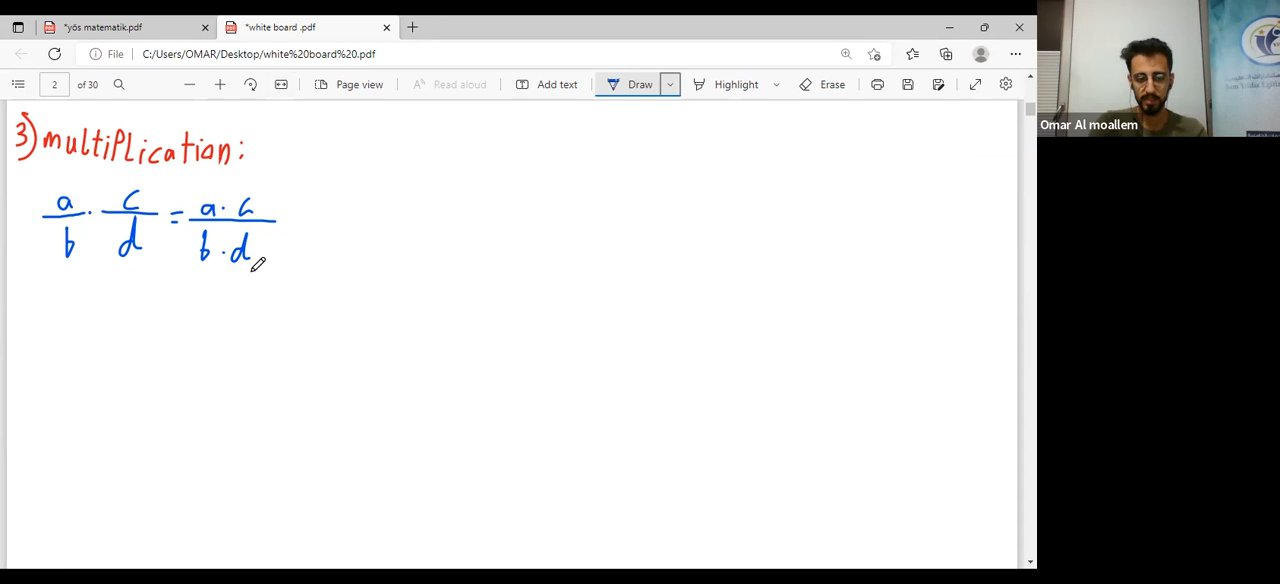 *yös matematik.pdf
*white board .pdf
File
C:/Users/OMAR/Desktop/white%20board%20.pdf
2 of 30
Page view
Read aloud
Add text
Draw
Highlight
Erase
Omar Al moallem
3) multiplication:
a/b · c/d = a · c / b · d